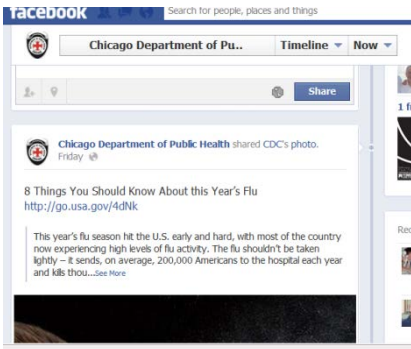 facebook
Search for people, places and things
Chicago Department of Pu.. Timeline Now
Share
1 f
Chicago Department of Public Health shared CDC's photo.
Friday
8 Things You Should Know About this Year's Flu
http://go.usa.gov/4dNk
This year's flu season hit the U.S. early and hard, with most of the country
now experiencing high levels of flu activity. The flu shouldn't be taken
lightly – it sends, on average, 200,000 Americans to the hospital each year
and kills thou...See More
Rec